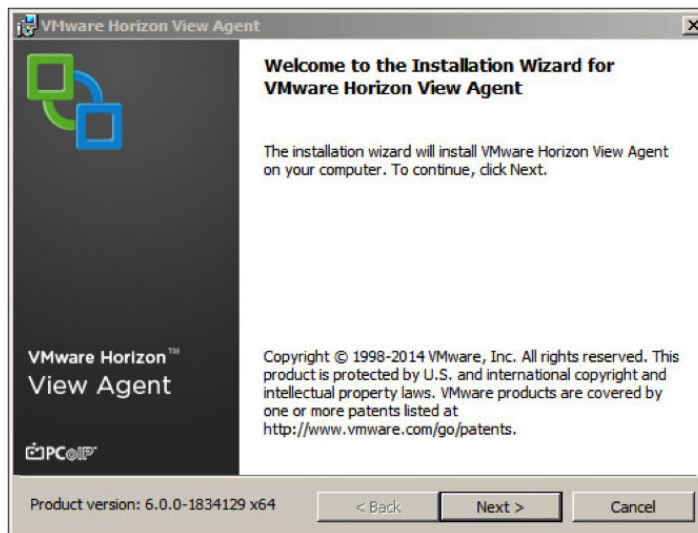 VMware Horizon View Agent
Welcome to the Installation Wizard for
VMware Horizon View Agent
The installation wizard will install VMware Horizon View Agent
on your computer. To continue, click Next.
VMware Horizon™
View Agent
Copyright © 1998-2014 VMware, Inc. All rights reserved. This
product is protected by U.S. and international copyright and
intellectual property laws. VMware products are covered by
one or more patents listed at
http://www.vmware.com/go/patents.
PCoIP
Product version: 6.0.0-1834129 x64
< Back
Next >
Cancel